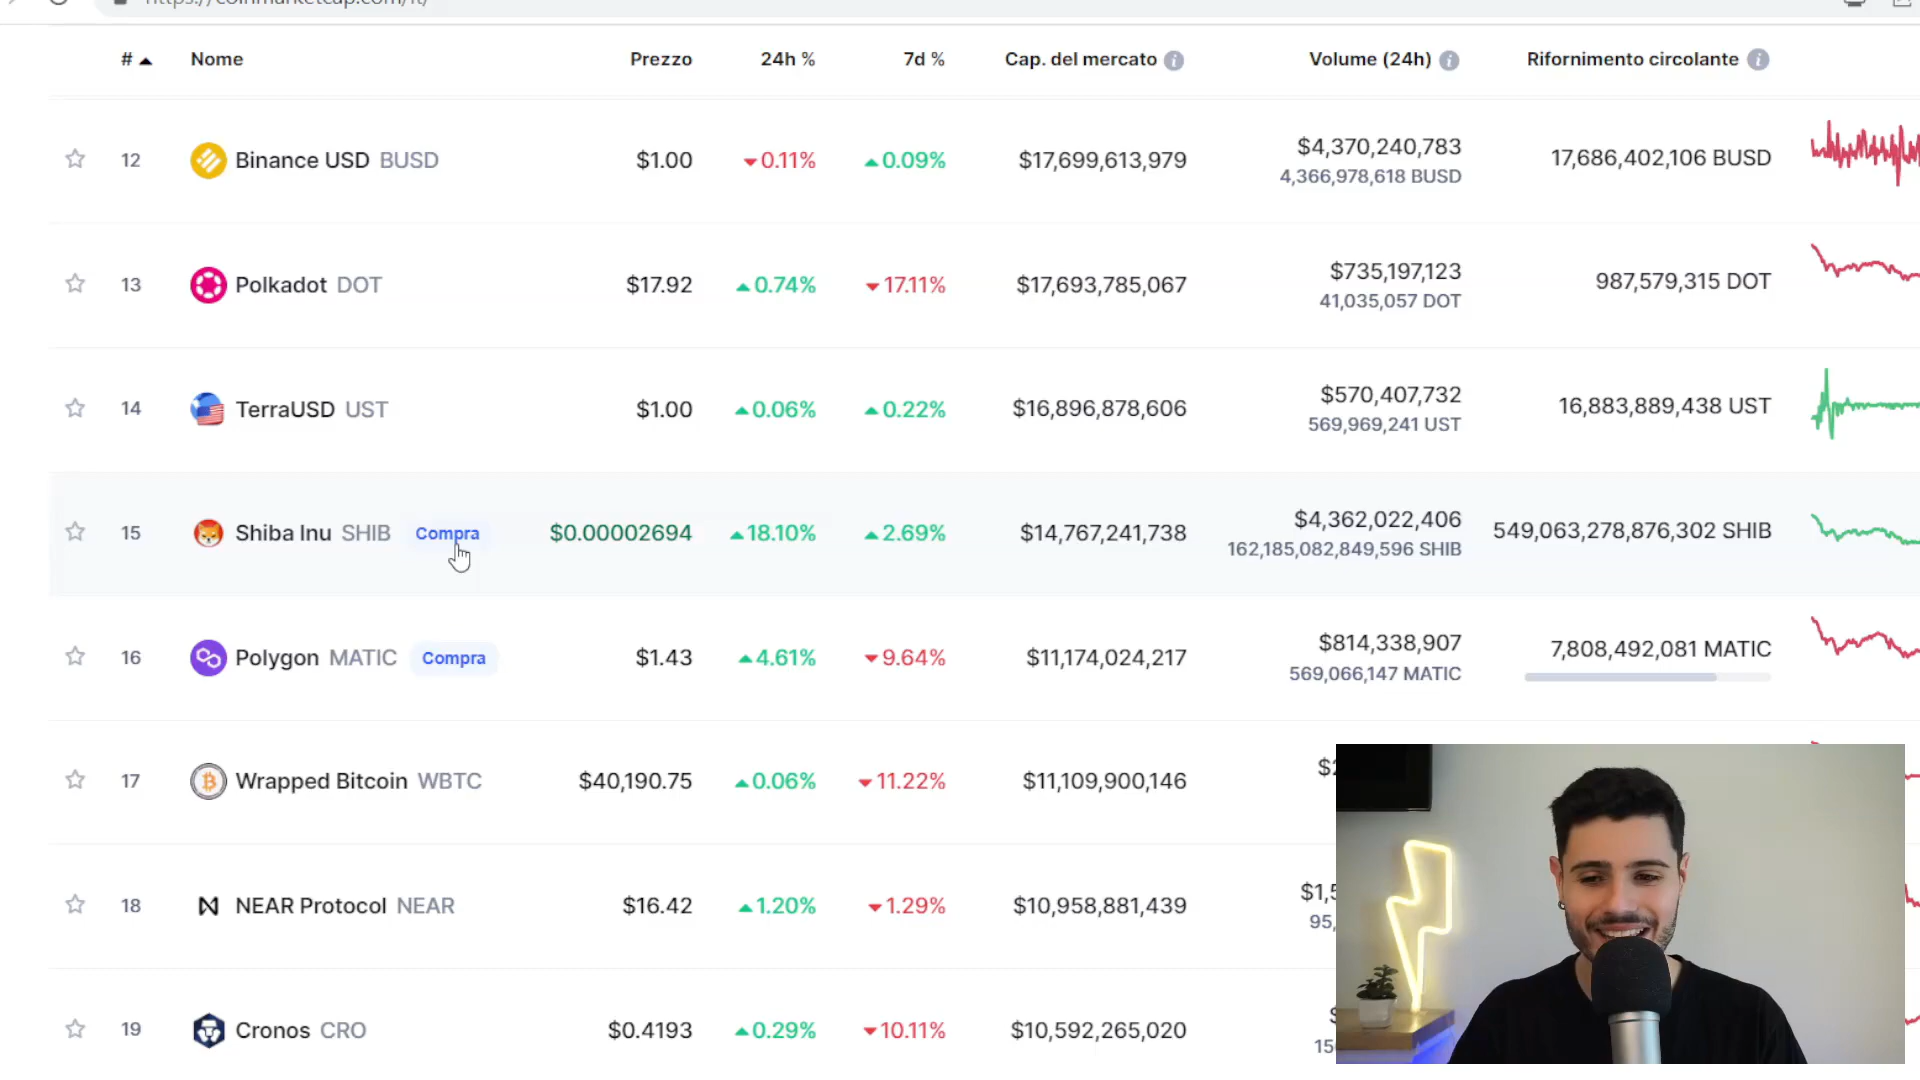 https://coinmarketcap.com/it/
# Nome Prezzo 24h % 7d % Cap. del mercato Volume (24h) Rifornimento circolante
12 Binance USD BUSD $1.00 0.11% 0.09% $17,699,613,979 $4,370,240,783 17,686,402,106 BUSD
4,366,978,618 BUSD
13 Polkadot DOT $17.92 0.74% 17.11% $17,693,785,067 $735,197,123 987,579,315 DOT
41,035,057 DOT
14 TerraUSD UST $1.00 0.06% 0.22% $16,896,878,606 $570,407,732 16,883,889,438 UST
569,969,241 UST
15 Shiba Inu SHIB Compra $0.00002694 18.10% 2.69% $14,767,241,738 $4,362,022,406 549,063,278,876,302 SHIB
162,185,082,849,596 SHIB
16 Polygon MATIC Compra $1.43 4.61% 9.64% $11,174,024,217 $814,338,907 7,808,492,081 MATIC
569,066,147 MATIC
17 Wrapped Bitcoin WBTC $40,190.75 0.06% 11.22% $11,109,900,146
18 NEAR Protocol NEAR $16.42 1.20% 1.29% $10,958,881,439 $1,5
95,
19 Cronos CRO $0.4193 0.29% 10.11% $10,592,265,020 $
150